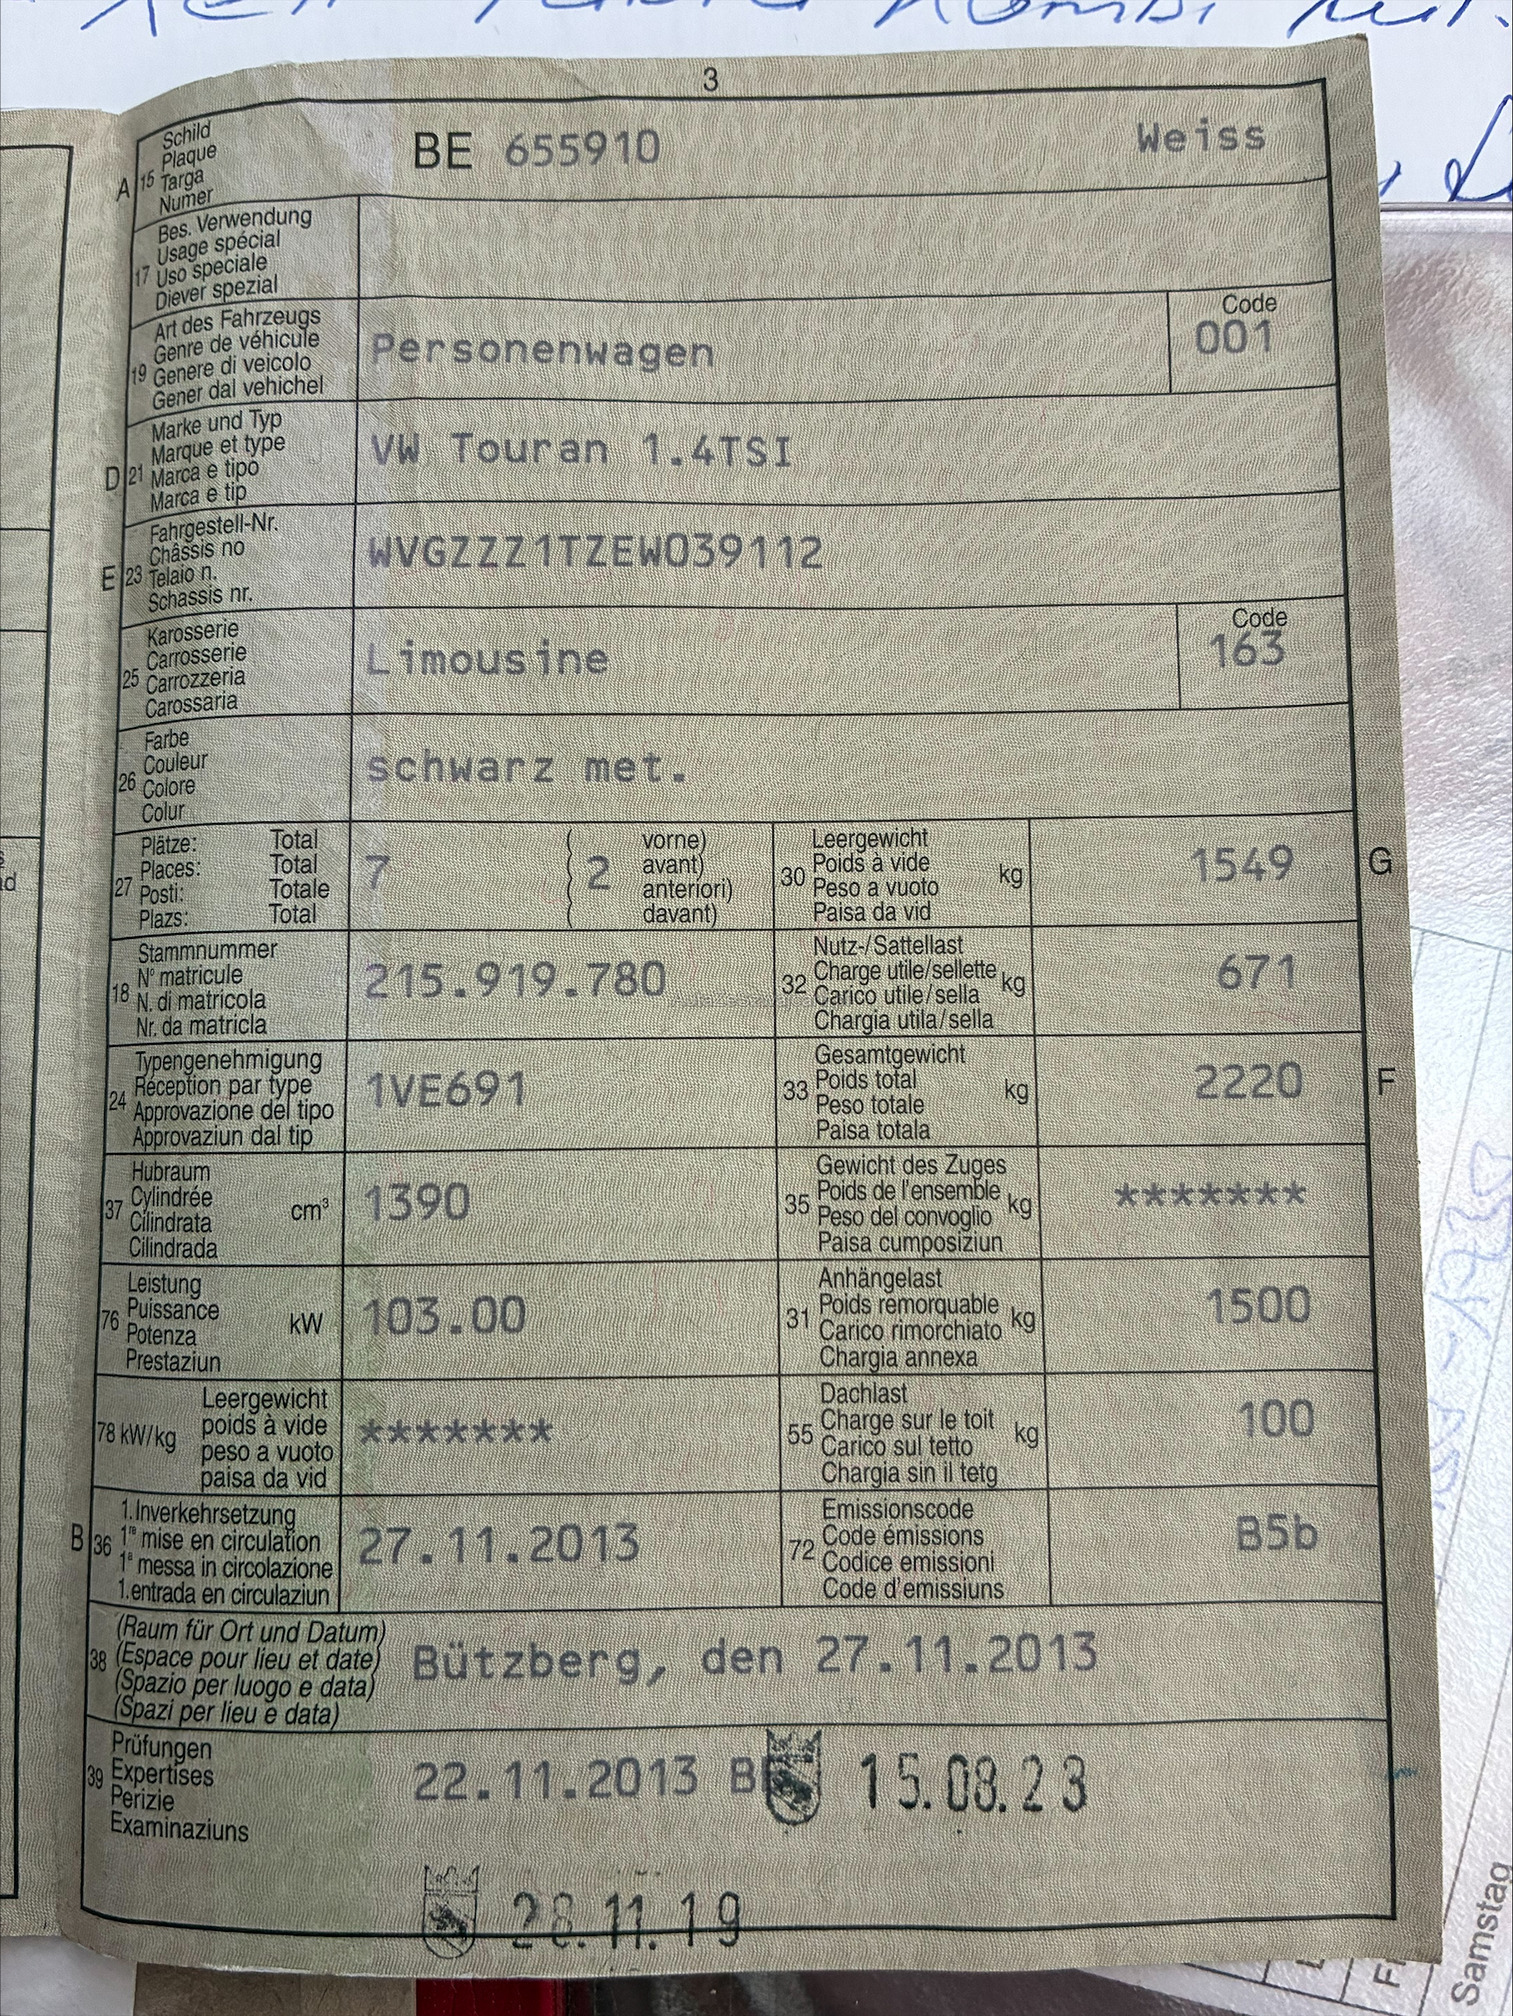 3
A 15 Schild
Plaque
Targa
Numer
BE 655910 Weiss
17 Bes. Verwendung
Usage spécial
Uso speciale
Diever spezial
19 Art des Fahrzeugs
Genre de véhicule
Genere di veicolo
Gener dal vehichel
Personenwagen
Code
001
D 21 Marke und Typ
Marque et type
Marca e tipo
Marca e tip
VW Touran 1.4TSI
E 23 Fahrgestell-Nr.
Châssis no
Telaio n.
Schassis nr.
WVGZZZ1TZEW039112
25 Karosserie
Carrosserie
Carrozzeria
Carossaria
Limousine
Code
163
26 Farbe
Couleur
Colore
Colur
schwarz met.
27 Plätze: Total
Places: Total
Posti: Totale
Plazs: Total
7 ( 2 vorne)
avant)
anteriori)
davant)
30 Leergewicht
Poids à vide kg
Peso a vuoto
Paisa da vid
1549 G
18 Stammnummer
N° matricule
N. di matricola
Nr. da matricla
215.919.780
32 Nutz-/Sattellast
Charge utile/sellette kg
Carico utile/sella
Chargia utila/sella
671
24 Typengenehmigung
Réception par type
Approvazione del tipo
Approvaziun dal tip
1VE691
33 Gesamtgewicht
Poids total kg
Peso totale
Paisa totala
2220 F
37 Hubraum
Cylindrée cm³
Cilindrata
Cilindrada
1390
35 Gewicht des Zuges
Poids de l'ensemble kg
Peso del convoglio
Paisa cumposiziun
*******
76 Leistung
Puissance kW
Potenza
Prestaziun
103.00
31 Anhängelast
Poids remorquable kg
Carico rimorchiato
Chargia annexa
1500
78 kW/kg Leergewicht
poids à vide
peso a vuoto
paisa da vid
*******
55 Dachlast
Charge sur le toit kg
Carico sul tetto
Chargia sin il tetg
100
B 36 1.Inverkehrsetzung
1re mise en circulation
1a messa in circolazione
1.entrada en circulaziun
27.11.2013
72 Emissionscode
Code émissions
Codice emissioni
Code d'emissiuns
B5b
38 (Raum für Ort und Datum)
(Espace pour lieu et date)
(Spazio per luogo e data)
(Spazi per lieu e data)
Bützberg, den 27.11.2013
39 Prüfungen
Expertises
Perizie
Examinaziuns
22.11.2013 BE 15.08.23
28.11.19
Samstag